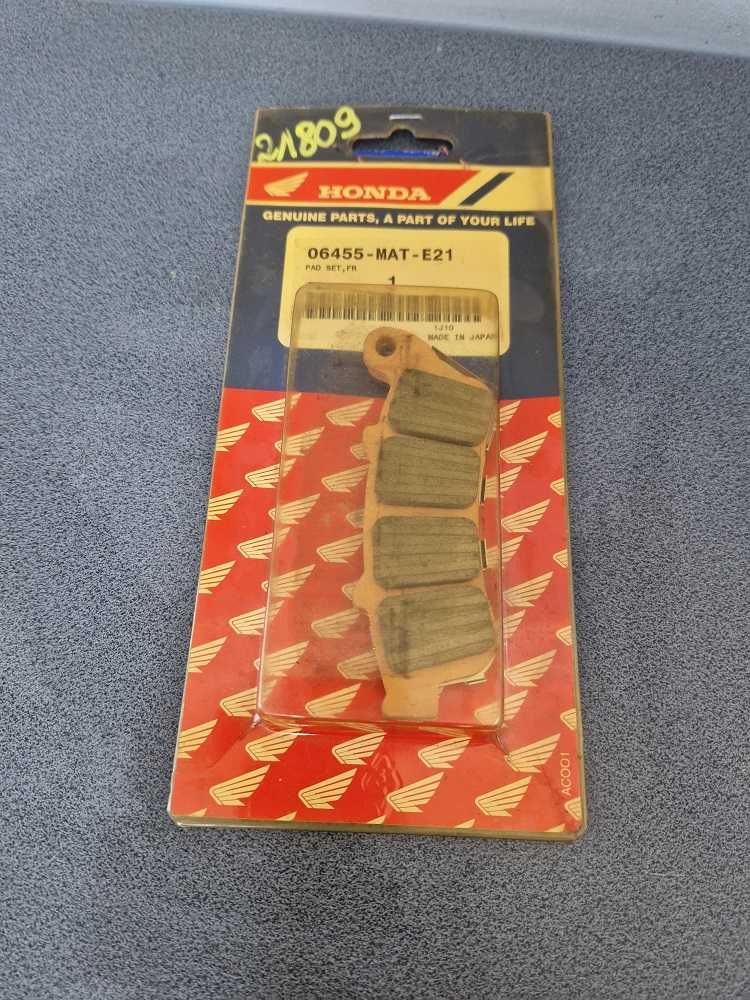 21809
HONDA
GENUINE PARTS, A PART OF YOUR LIFE
06455-MAT-E21
PAD SET,FR
1
1J10
MADE IN JAPAN
AC001